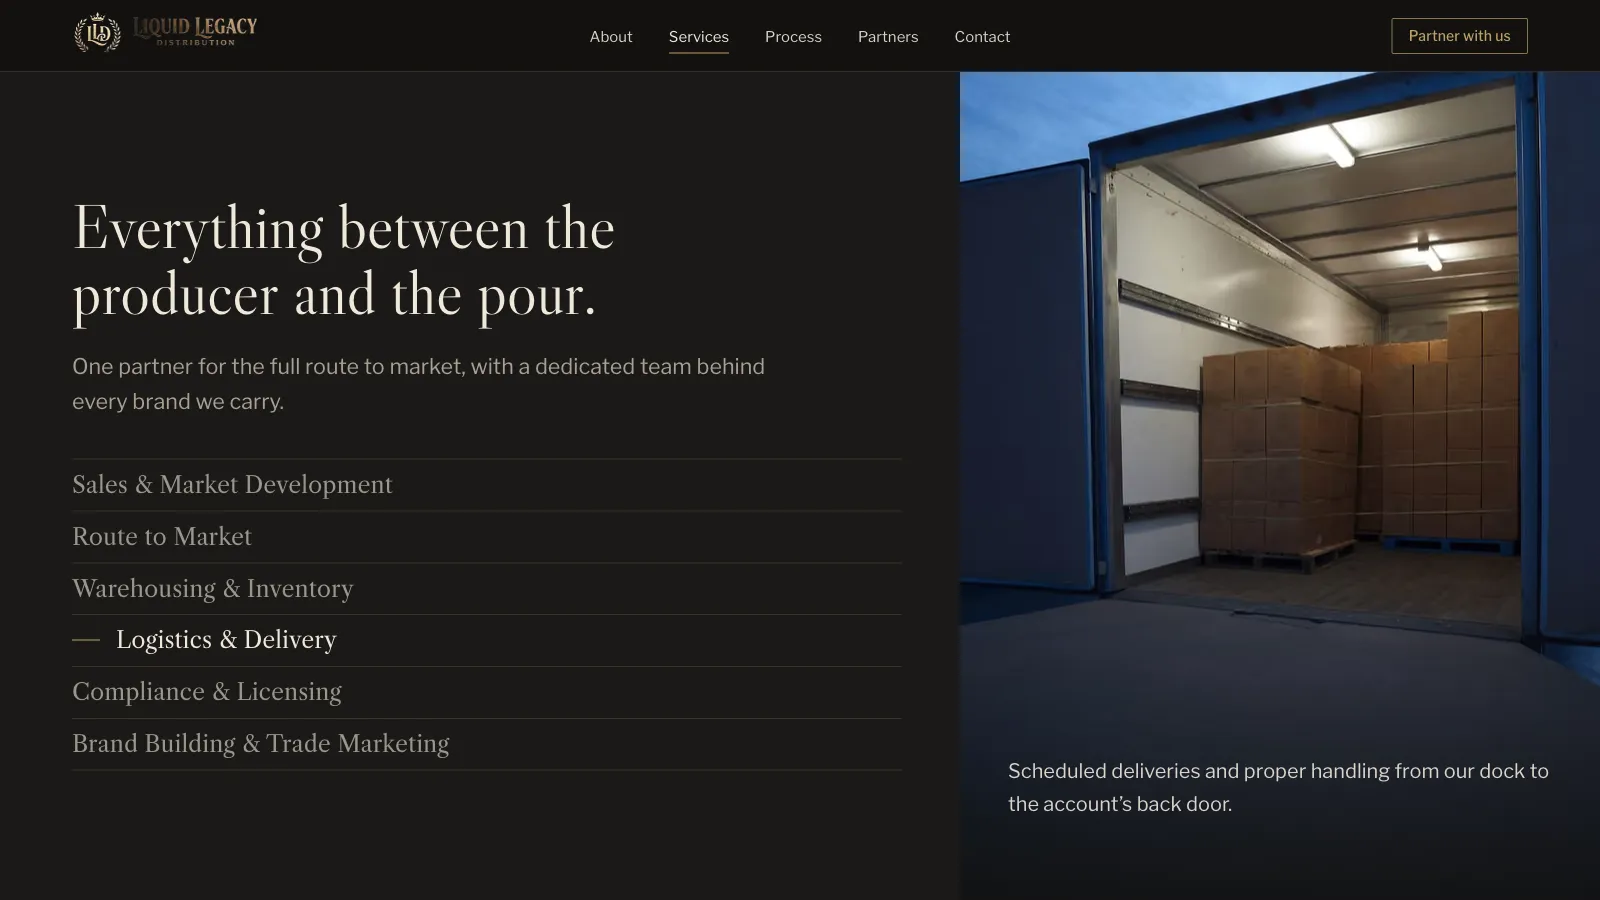 LLD
LIQUID LEGACY
DISTRIBUTION
About
Services
Process
Partners
Contact
Partner with us
Everything between the
producer and the pour.
One partner for the full route to market, with a dedicated team behind
every brand we carry.
Sales & Market Development
Route to Market
Warehousing & Inventory
Logistics & Delivery
Compliance & Licensing
Brand Building & Trade Marketing
Scheduled deliveries and proper handling from our dock to
the account’s back door.